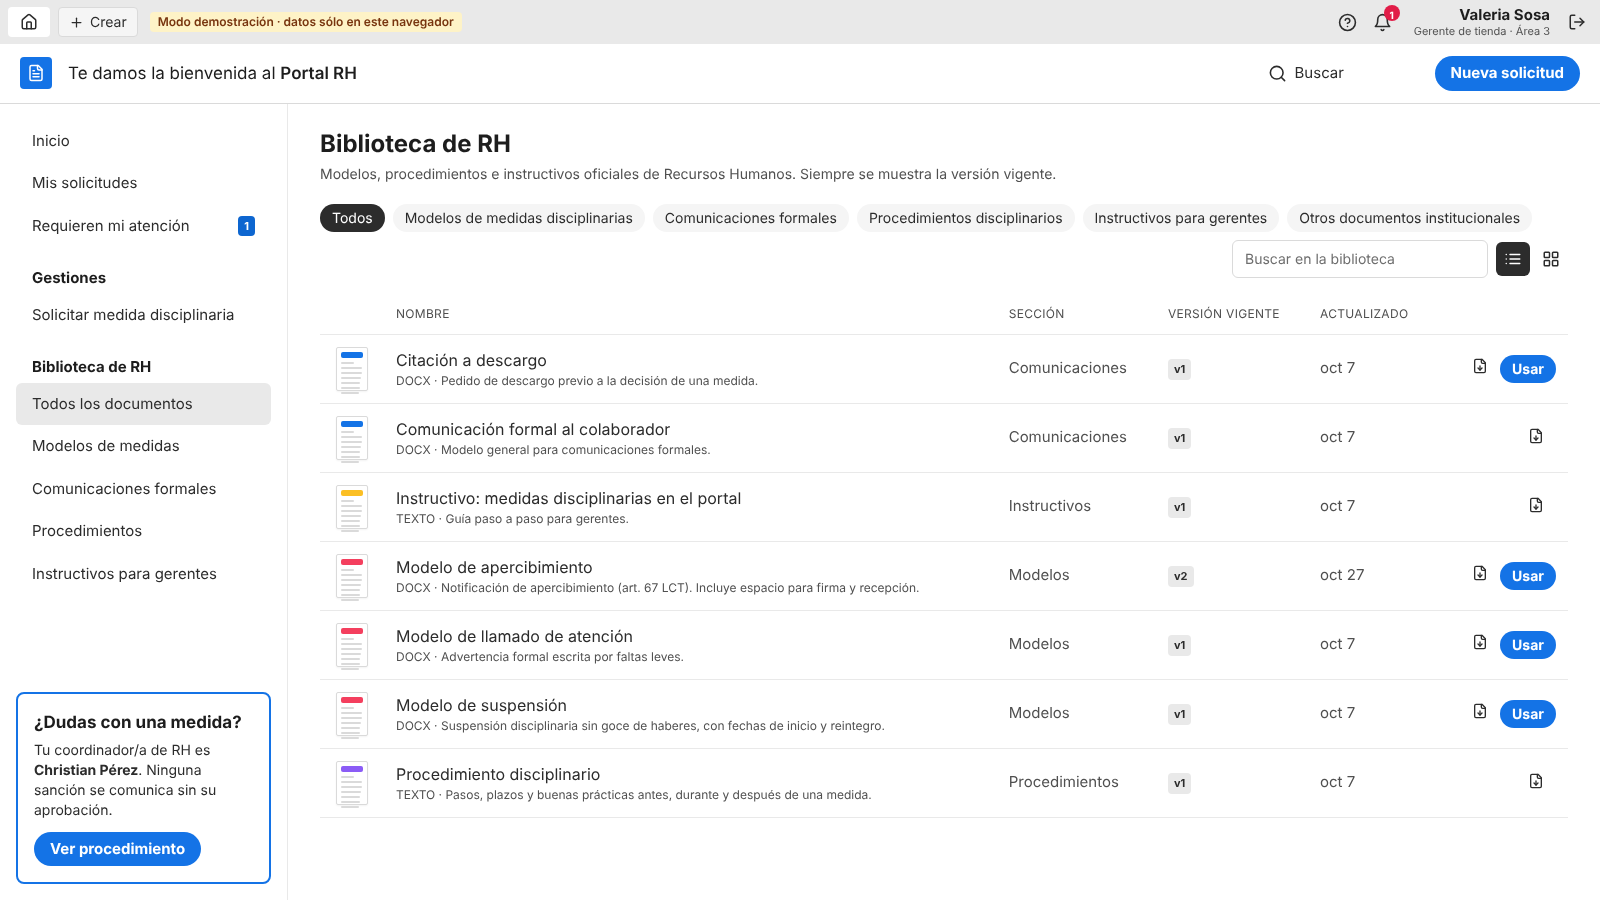 Crear
Modo demostración · datos sólo en este navegador
1
Valeria Sosa
Gerente de tienda · Área 3
Te damos la bienvenida al Portal RH
Buscar
Nueva solicitud
Inicio
Mis solicitudes
Requieren mi atención
1
Gestiones
Solicitar medida disciplinaria
Biblioteca de RH
Todos los documentos
Modelos de medidas
Comunicaciones formales
Procedimientos
Instructivos para gerentes
¿Dudas con una medida?
Tu coordinador/a de RH es
Christian Pérez. Ninguna
sanción se comunica sin su
aprobación.
Ver procedimiento
Biblioteca de RH
Modelos, procedimientos e instructivos oficiales de Recursos Humanos. Siempre se muestra la versión vigente.
Todos
Modelos de medidas disciplinarias
Comunicaciones formales
Procedimientos disciplinarios
Instructivos para gerentes
Otros documentos institucionales
Buscar en la biblioteca
NOMBRE SECCIÓN VERSIÓN VIGENTE ACTUALIZADO
Citación a descargo
DOCX · Pedido de descargo previo a la decisión de una medida.
Comunicaciones v1 oct 7 Usar
Comunicación formal al colaborador
DOCX · Modelo general para comunicaciones formales.
Comunicaciones v1 oct 7
Instructivo: medidas disciplinarias en el portal
TEXTO · Guía paso a paso para gerentes.
Instructivos v1 oct 7
Modelo de apercibimiento
DOCX · Notificación de apercibimiento (art. 67 LCT). Incluye espacio para firma y recepción.
Modelos v2 oct 27 Usar
Modelo de llamado de atención
DOCX · Advertencia formal escrita por faltas leves.
Modelos v1 oct 7 Usar
Modelo de suspensión
DOCX · Suspensión disciplinaria sin goce de haberes, con fechas de inicio y reintegro.
Modelos v1 oct 7 Usar
Procedimiento disciplinario
TEXTO · Pasos, plazos y buenas prácticas antes, durante y después de una medida.
Procedimientos v1 oct 7